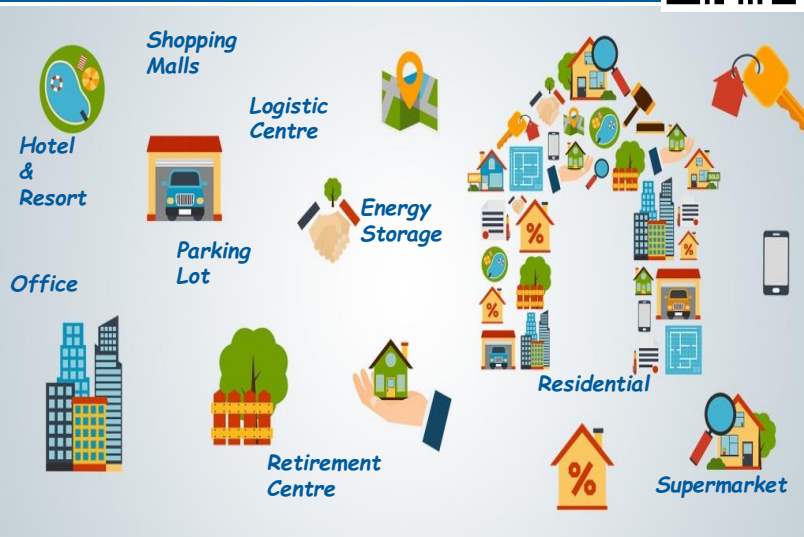 Shopping
Malls
Logistic
Centre
Hotel
&
Resort
Energy
Storage
Parking
Lot
Office
Residential
Retirement
Centre
Supermarket
%
%
%
%
%